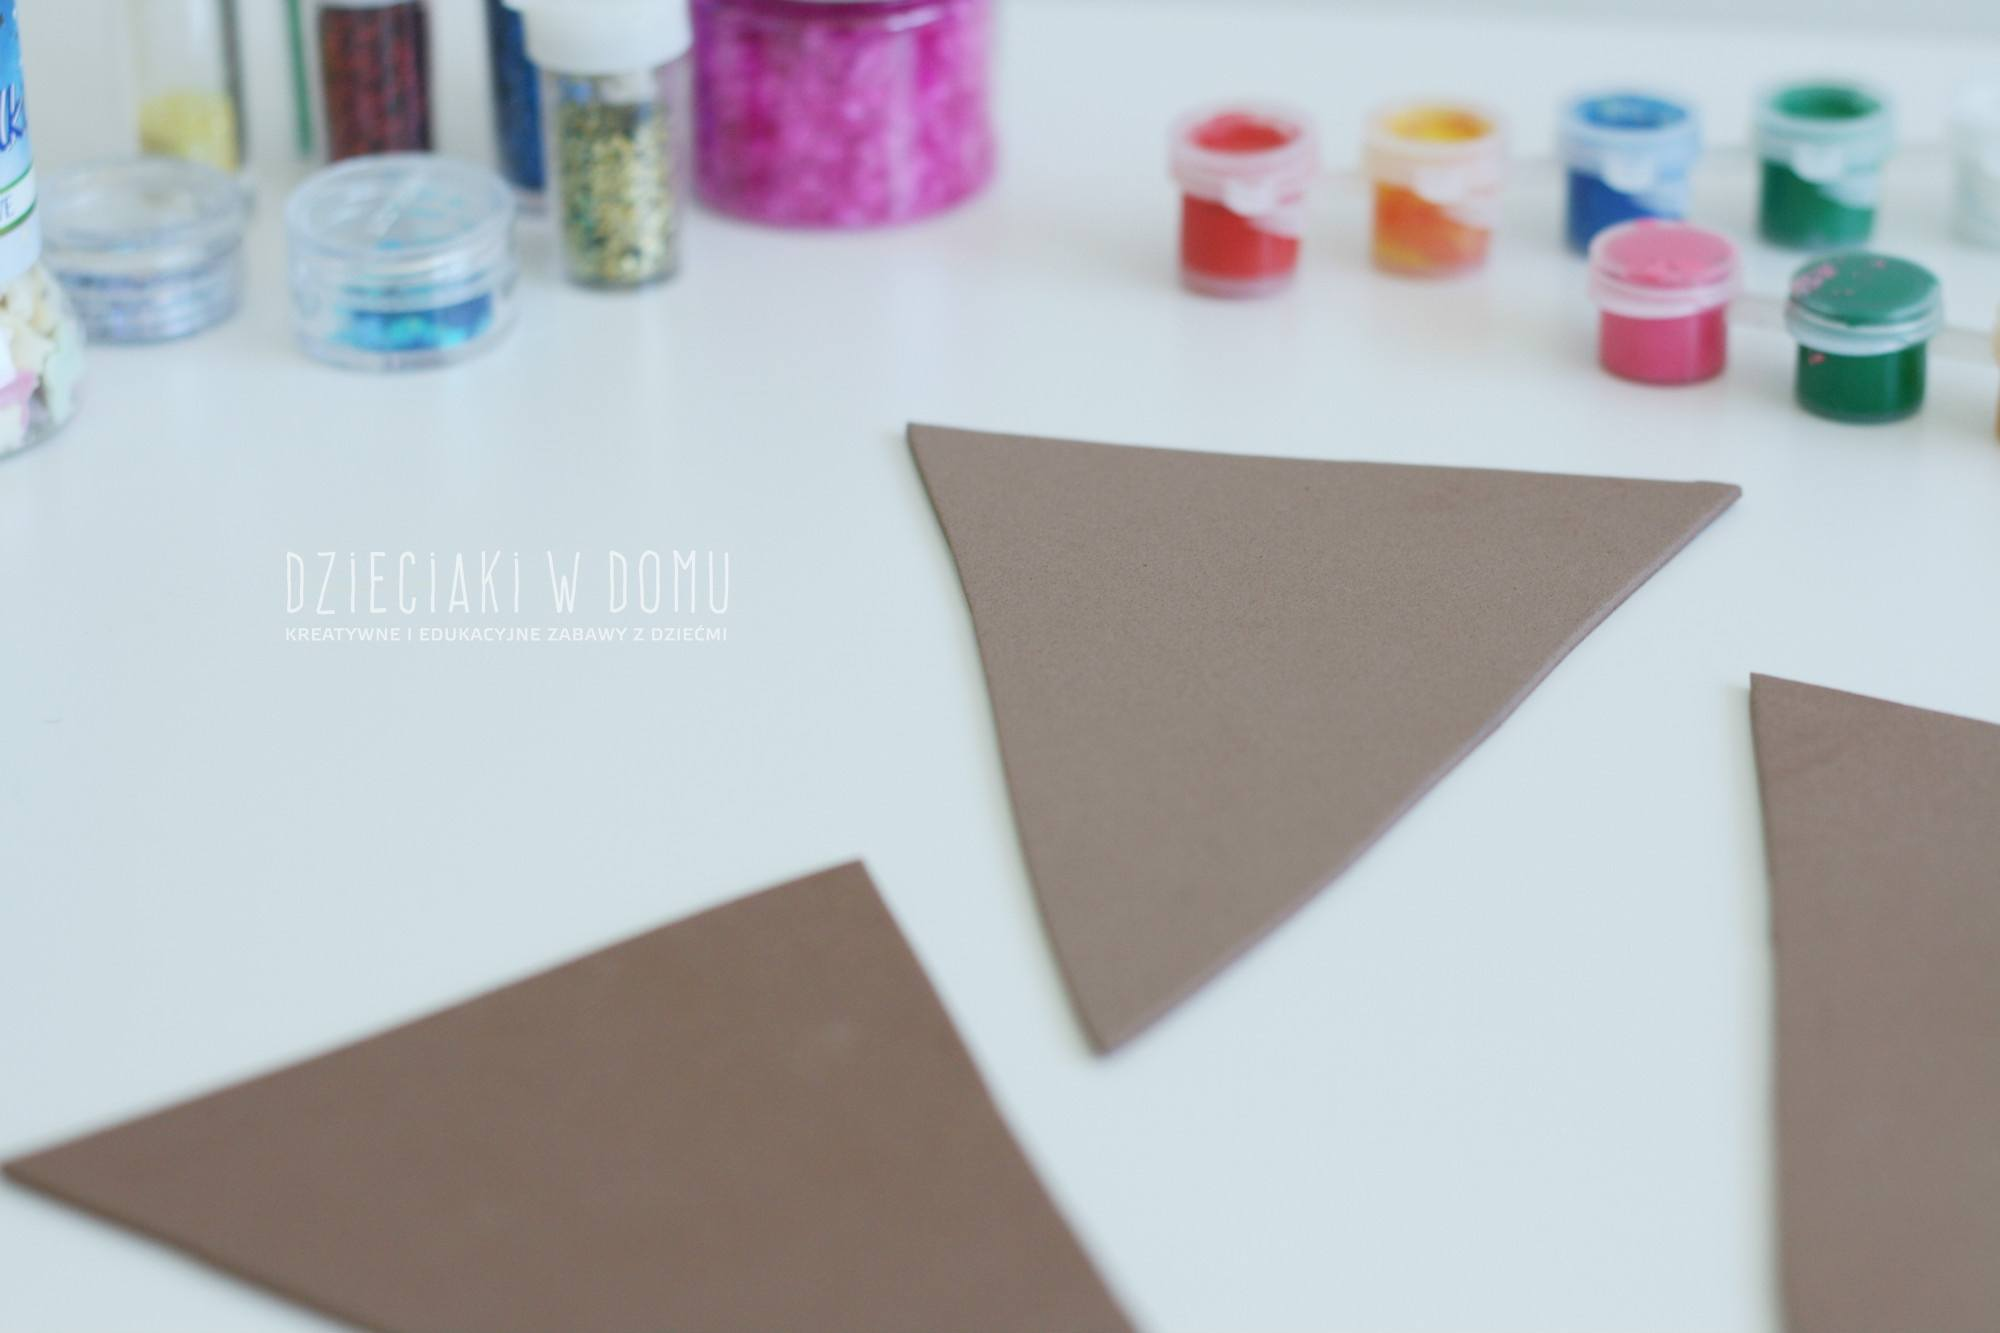 DZiECiAKi W DOMU
KREATYWNE I EDUKACYJNE ZABAWY Z DZIEĆMI